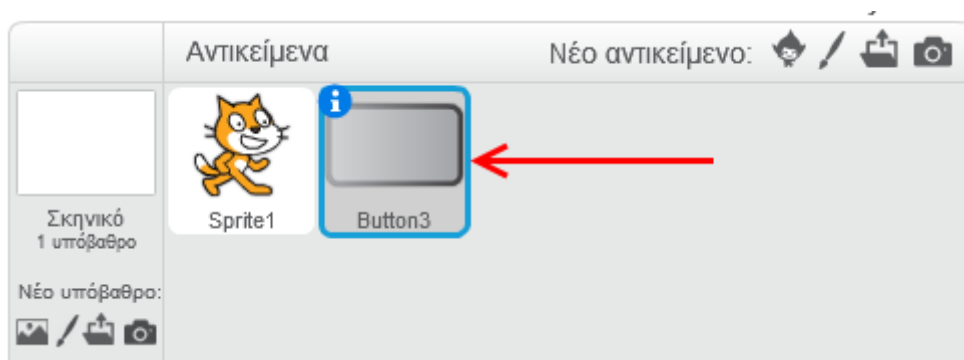 Αντικείμενα
Νέο αντικείμενο:
Sprite1
Button3
Σκηνικό
1 υπόβαθρο
Νέο υπόβαθρο: